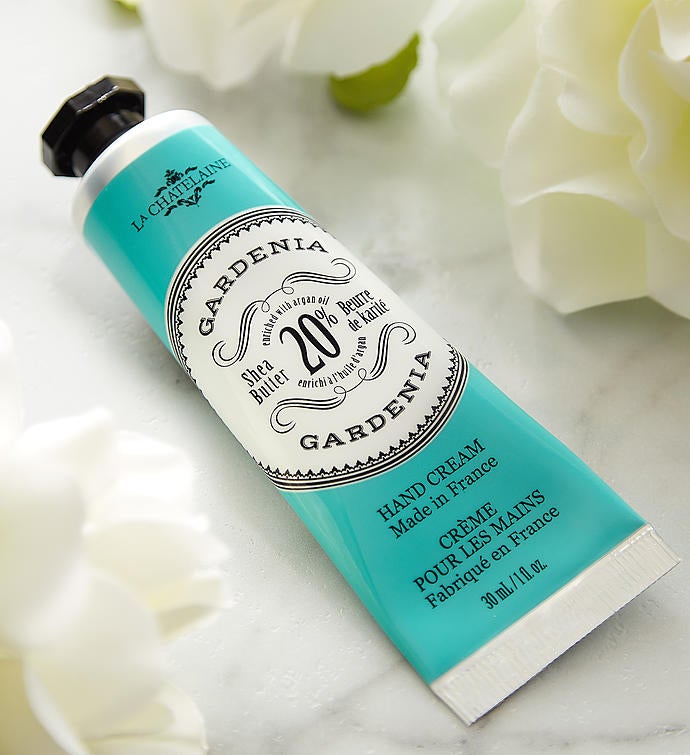 LA CHATELAINE
GARDENIA
enriched with argan oil
Shea
Butter
20%
Beurre
de karité
enrichi à l'huile d'argan
GARDENIA
HAND CREAM
Made in France
CRÈME
POUR LES MAINS
Fabriqué en France
30 mL/1 fl. oz.